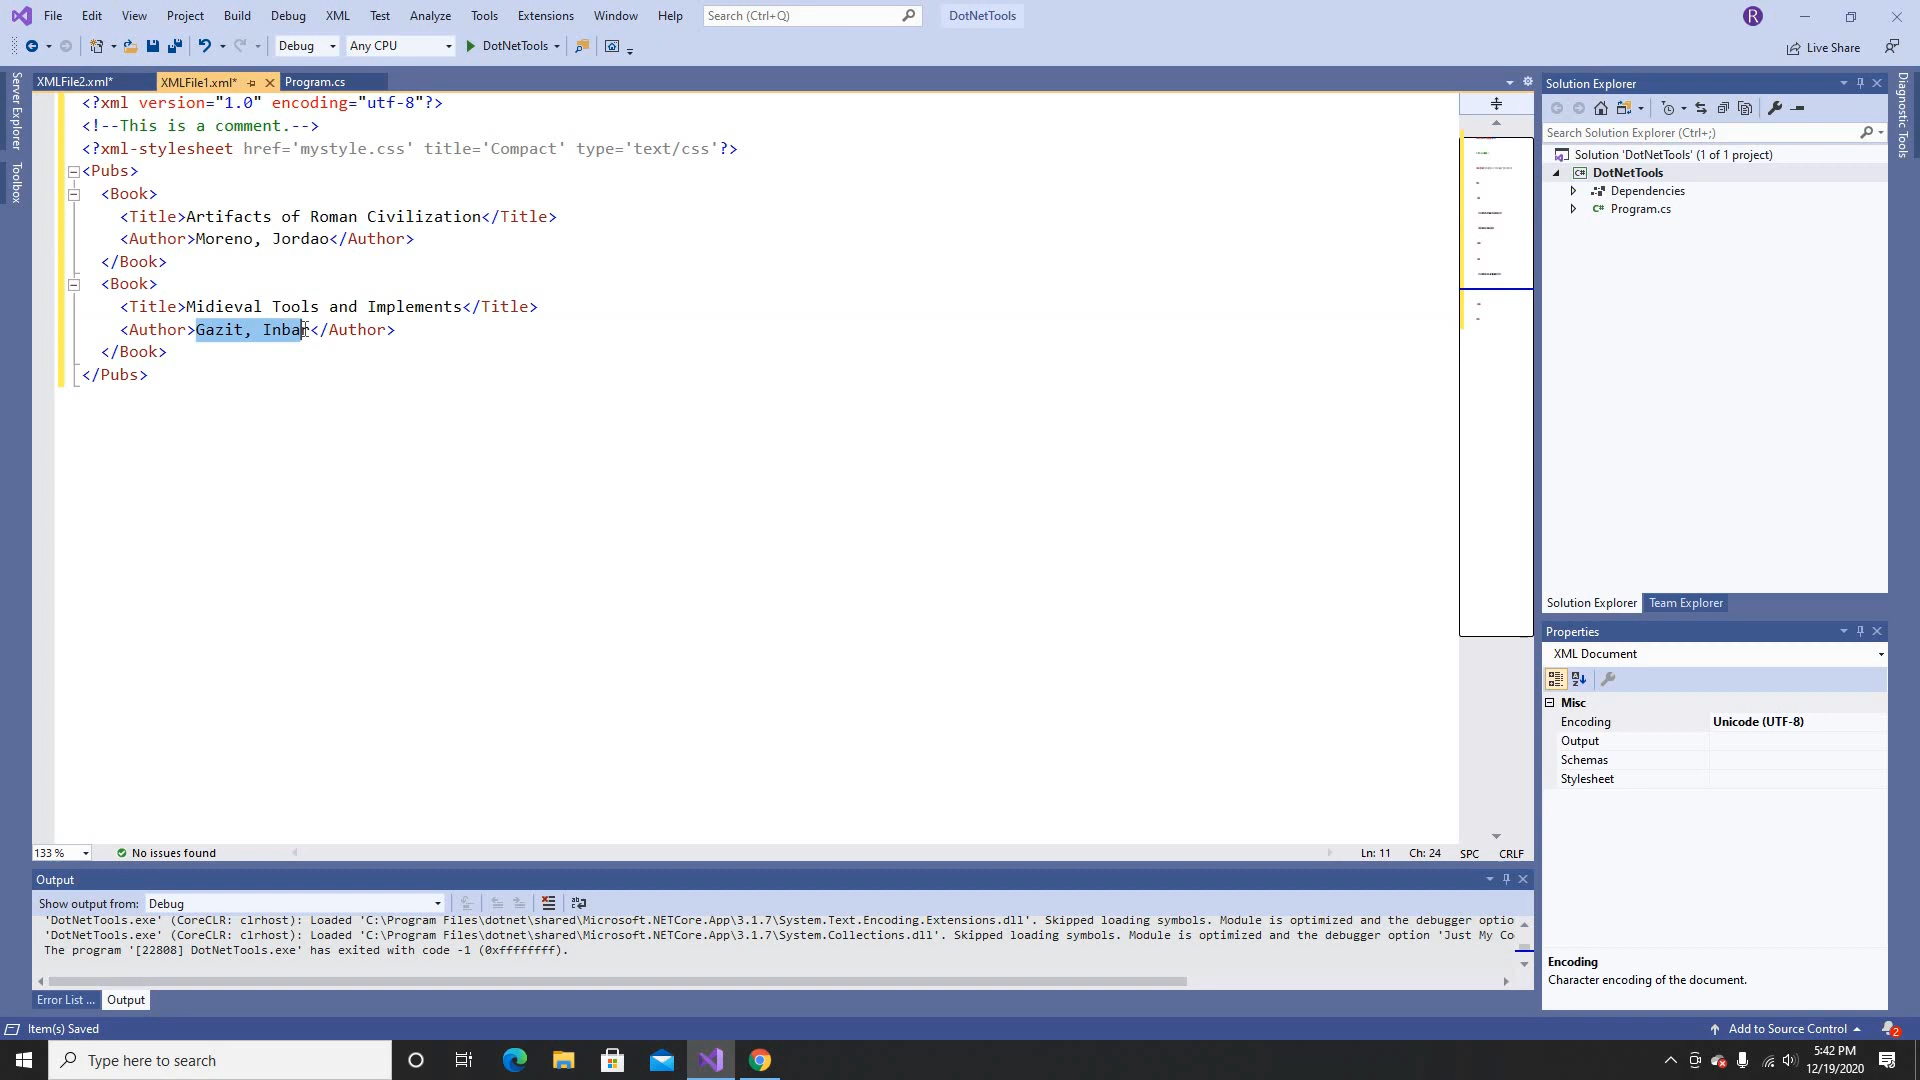 File Edit View Project Build Debug XML Test Analyze Tools Extensions Window Help Search (Ctrl+Q) DotNetTools R
Debug Any CPU DotNetTools Live Share
XMLFile2.xml* XMLFile1.xml* Program.cs
Server Explorer
Toolbox
<?xml version="1.0" encoding="utf-8"?>
<!--This is a comment.-->
<?xml-stylesheet href='mystyle.css' title='Compact' type='text/css'?>
<Pubs>
<Book>
<Title>Artifacts of Roman Civilization</Title>
<Author>Moreno, Jordao</Author>
</Book>
<Book>
<Title>Midieval Tools and Implements</Title>
<Author>Gazit, Inbar</Author>
</Book>
</Pubs>
133 % No issues found Ln: 11 Ch: 24 SPC CRLF
Output
Show output from: Debug
'DotNetTools.exe' (CoreCLR: clrhost): Loaded 'C:\Program Files\dotnet\shared\Microsoft.NETCore.App\3.1.7\System.Text.Encoding.Extensions.dll'. Skipped loading symbols. Module is optimized and the debugger optio
'DotNetTools.exe' (CoreCLR: clrhost): Loaded 'C:\Program Files\dotnet\shared\Microsoft.NETCore.App\3.1.7\System.Collections.dll'. Skipped loading symbols. Module is optimized and the debugger option 'Just My Co
The program '[22808] DotNetTools.exe' has exited with code -1 (0xffffffff).
Error List ... Output
Solution Explorer
Search Solution Explorer (Ctrl+;)
Solution 'DotNetTools' (1 of 1 project)
C# DotNetTools
Dependencies
C# Program.cs
Solution Explorer Team Explorer
Properties
XML Document
Misc
Encoding Unicode (UTF-8)
Output
Schemas
Stylesheet
Encoding
Character encoding of the document.
Diagnostic Tools
Item(s) Saved Add to Source Control 2
Type here to search
5:42 PM
12/19/2020